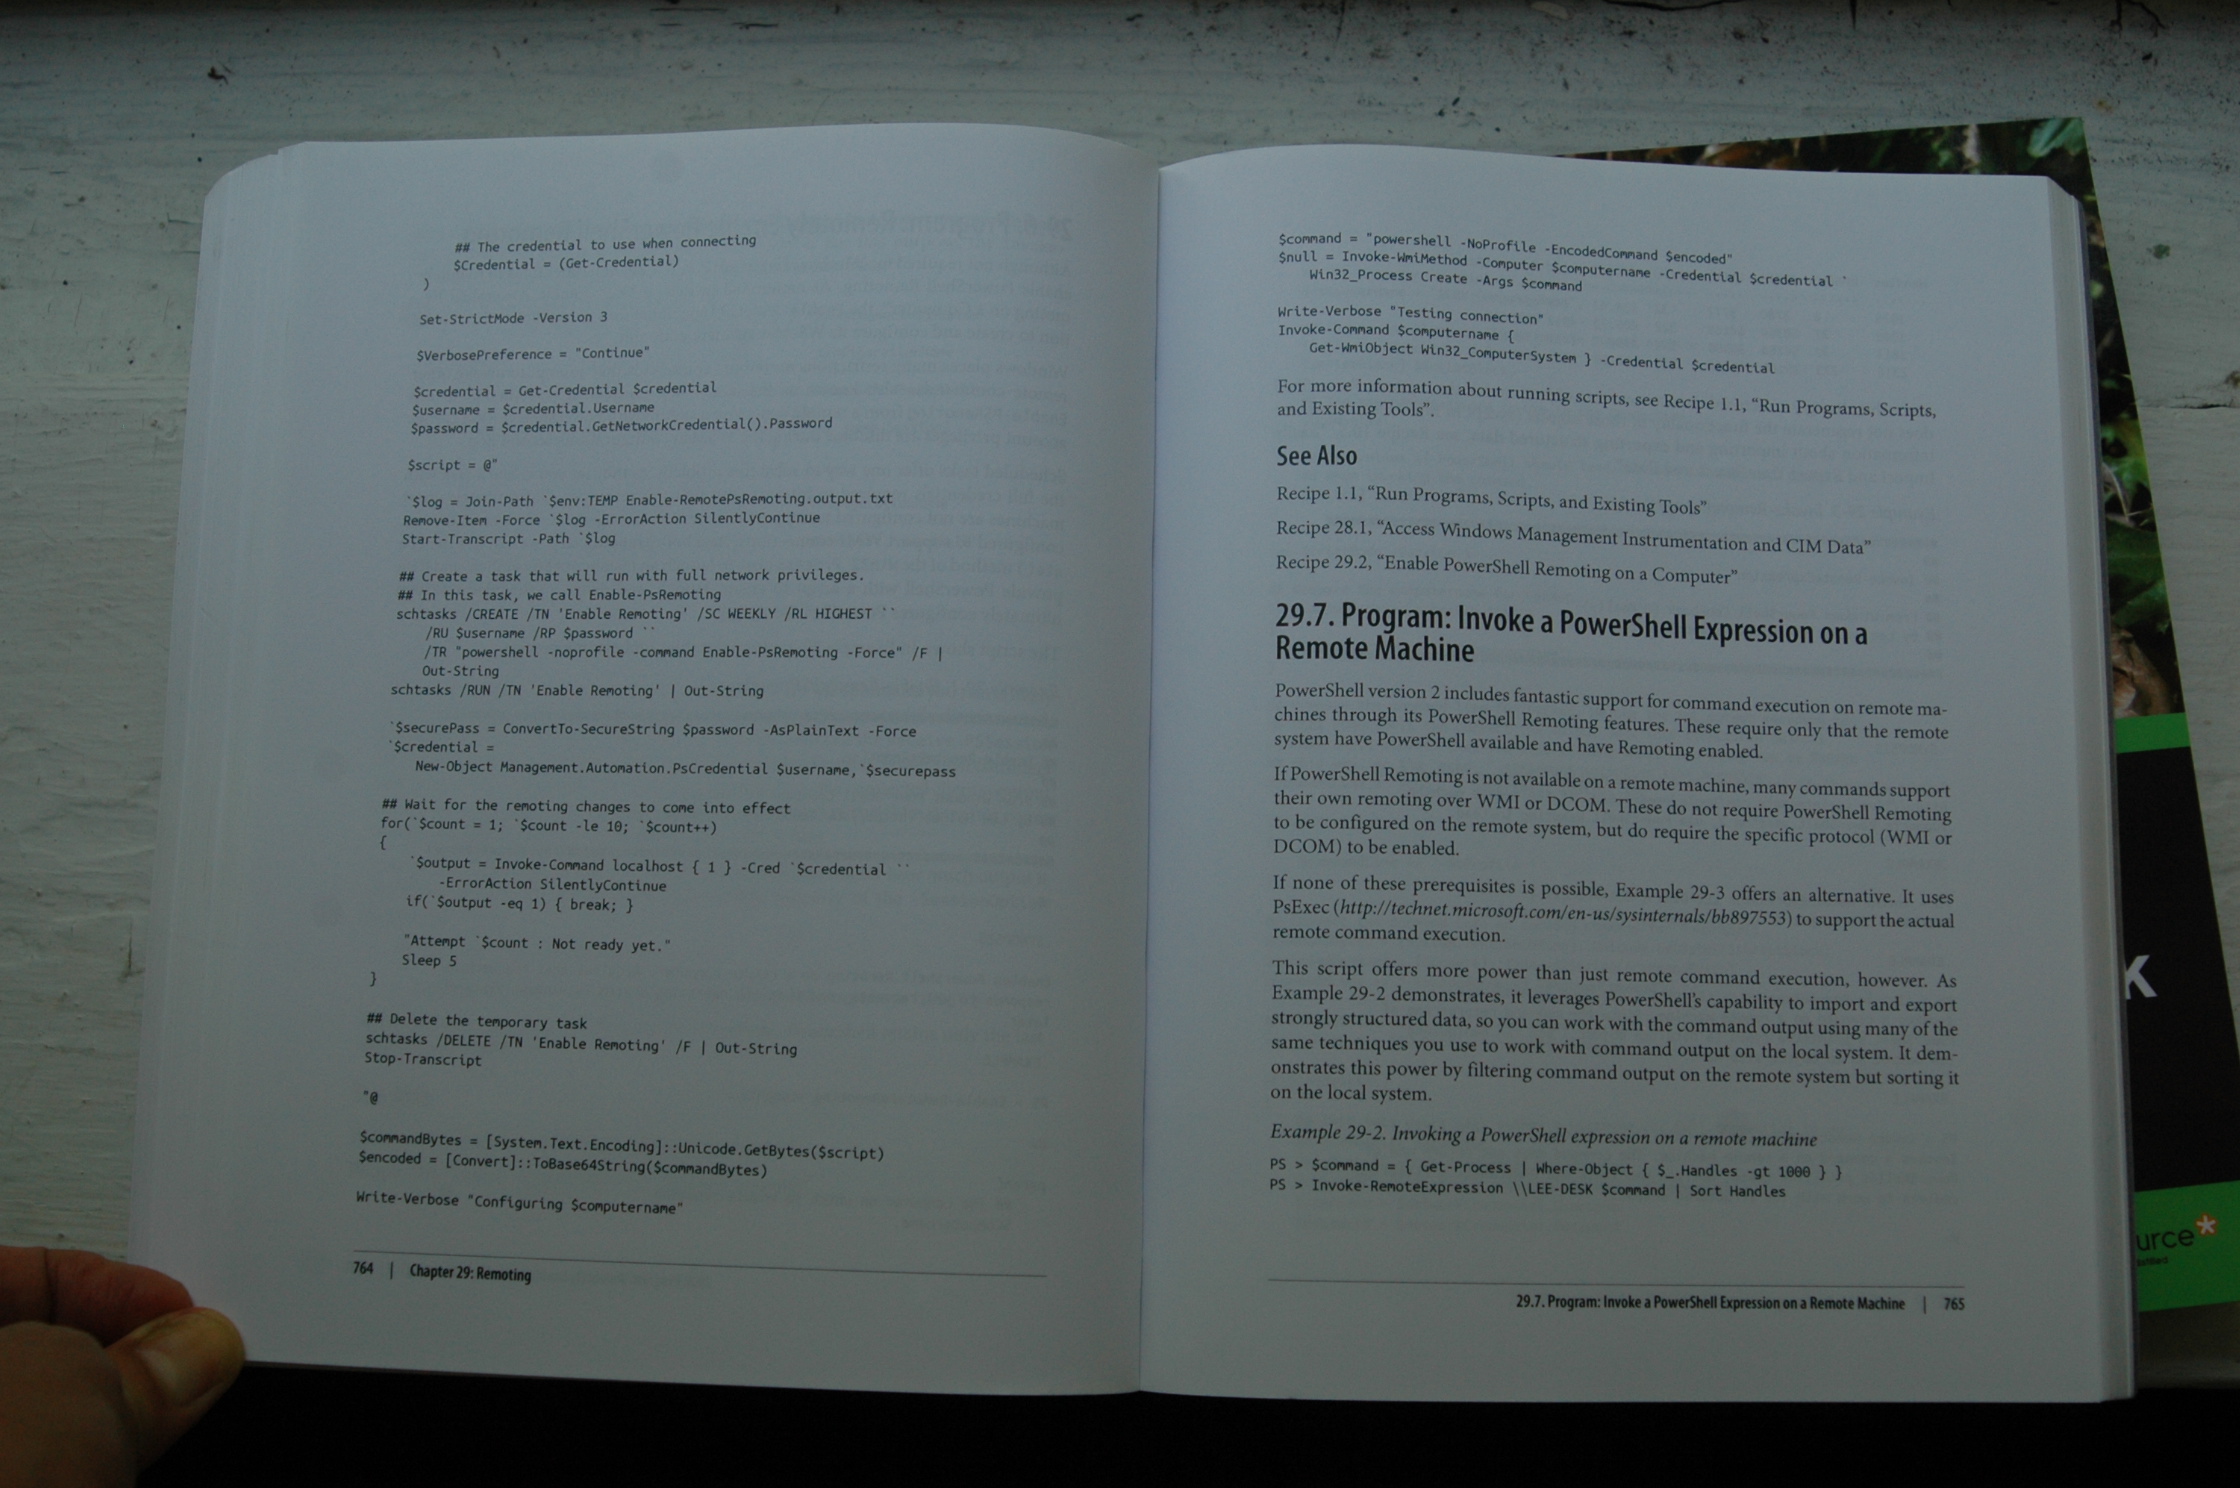 ## The credential to use when connecting
$Credential = (Get-Credential)
)
Set-StrictMode -Version 3
$VerbosePreference = "Continue"
$credential = Get-Credential $credential
$username = $credential.Username
$password = $credential.GetNetworkCredential().Password
$script = @"
`$log = Join-Path `$env:TEMP Enable-RemotePsRemoting.output.txt
Remove-Item -Force `$log -ErrorAction SilentlyContinue
Start-Transcript -Path `$log
## Create a task that will run with full network privileges.
## In this task, we call Enable-PsRemoting
schtasks /CREATE /TN 'Enable Remoting' /SC WEEKLY /RL HIGHEST ``
/RU $username /RP $password ``
/TR "powershell -noprofile -command Enable-PsRemoting -Force" /F |
Out-String
schtasks /RUN /TN 'Enable Remoting' | Out-String
`$securePass = ConvertTo-SecureString $password -AsPlainText -Force
`$credential =
New-Object Management.Automation.PsCredential $username,`$securepass
## Wait for the remoting changes to come into effect
for(`$count = 1; `$count -le 10; `$count++)
{
`$output = Invoke-Command localhost { 1 } -Cred `$credential ``
-ErrorAction SilentlyContinue
if(`$output -eq 1) { break; }
"Attempt `$count : Not ready yet."
Sleep 5
}
## Delete the temporary task
schtasks /DELETE /TN 'Enable Remoting' /F | Out-String
Stop-Transcript
"@
$commandBytes = [System.Text.Encoding]::Unicode.GetBytes($script)
$encoded = [Convert]::ToBase64String($commandBytes)
Write-Verbose "Configuring $computername"
764 | Chapter 29: Remoting
$command = "powershell -NoProfile -EncodedCommand $encoded"
$null = Invoke-WmiMethod -Computer $computername -Credential $credential `
Win32_Process Create -Args $command
Write-Verbose "Testing connection"
Invoke-Command $computername {
Get-WmiObject Win32_ComputerSystem } -Credential $credential
For more information about running scripts, see Recipe 1.1, “Run Programs, Scripts,
and Existing Tools”.
See Also
Recipe 1.1, “Run Programs, Scripts, and Existing Tools”
Recipe 28.1, “Access Windows Management Instrumentation and CIM Data”
Recipe 29.2, “Enable PowerShell Remoting on a Computer”
29.7. Program: Invoke a PowerShell Expression on a
Remote Machine
PowerShell version 2 includes fantastic support for command execution on remote ma-
chines through its PowerShell Remoting features. These require only that the remote
system have PowerShell available and have Remoting enabled.
If PowerShell Remoting is not available on a remote machine, many commands support
their own remoting over WMI or DCOM. These do not require PowerShell Remoting
to be configured on the remote system, but do require the specific protocol (WMI or
DCOM) to be enabled.
If none of these prerequisites is possible, Example 29-3 offers an alternative. It uses
PsExec (http://technet.microsoft.com/en-us/sysinternals/bb897553) to support the actual
remote command execution.
This script offers more power than just remote command execution, however. As
Example 29-2 demonstrates, it leverages PowerShell’s capability to import and export
strongly structured data, so you can work with the command output using many of the
same techniques you use to work with command output on the local system. It dem-
onstrates this power by filtering command output on the remote system but sorting it
on the local system.
Example 29-2. Invoking a PowerShell expression on a remote machine
PS > $command = { Get-Process | Where-Object { $_.Handles -gt 1000 } }
PS > Invoke-RemoteExpression \\LEE-DESK $command | Sort Handles
29.7. Program: Invoke a PowerShell Expression on a Remote Machine | 765
K
urce